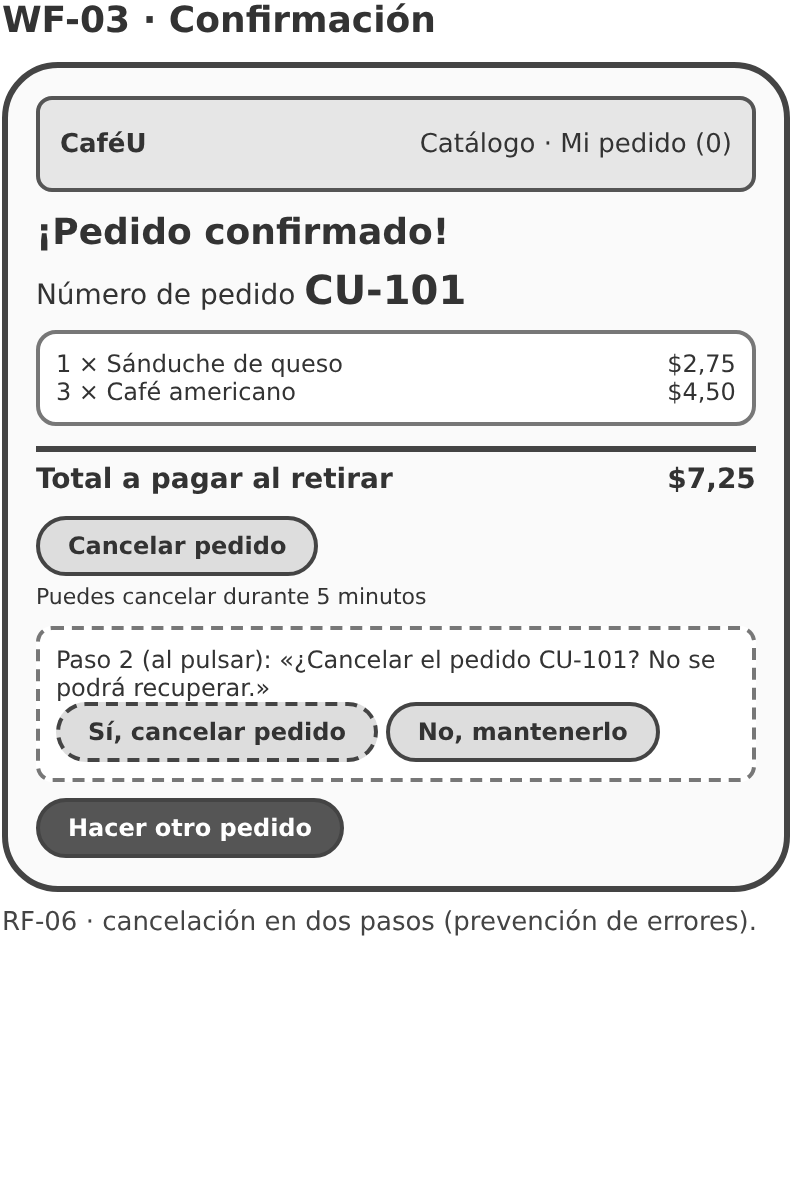 WF-03 · Confirmación
CaféU Catálogo · Mi pedido (0)
¡Pedido confirmado!
Número de pedido CU-101
1 × Sánduche de queso $2,75
3 × Café americano $4,50
Total a pagar al retirar $7,25
Cancelar pedido
Puedes cancelar durante 5 minutos
Paso 2 (al pulsar): «¿Cancelar el pedido CU-101? No se
podrá recuperar.»
Sí, cancelar pedido No, mantenerlo
Hacer otro pedido
RF-06 · cancelación en dos pasos (prevención de errores).